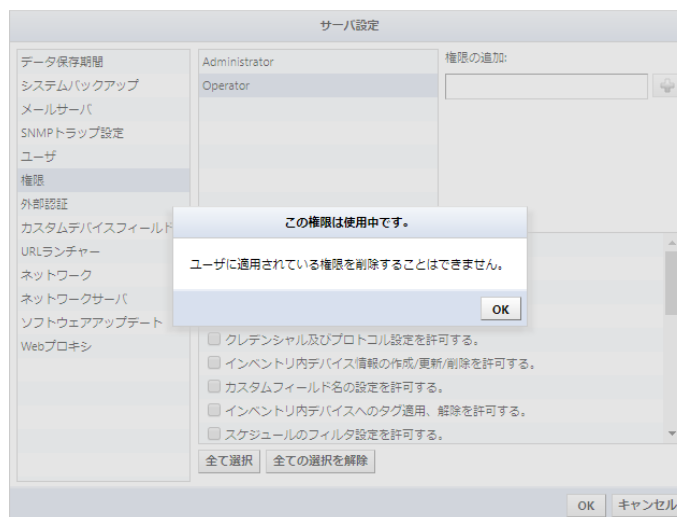 サーバ設定
データ保存期間
システムバックアップ
メールサーバ
SNMPトラップ設定
ユーザ
権限
外部認証
カスタムデバイスフィールド
URLランチャー
ネットワーク
ネットワークサーバ
ソフトウェアアップデート
Webプロキシ
Administrator
Operator
権限の追加:
この権限は使用中です。
ユーザに適用されている権限を削除することはできません。
OK
クレデンシャル及びプロトコル設定を許可する。
インベントリ内デバイス情報の作成/更新/削除を許可する。
カスタムフィールド名の設定を許可する。
インベントリ内デバイスへのタグ適用、解除を許可する。
スケジュールのフィルタ設定を許可する。
全て選択 全ての選択を解除
OK キャンセル